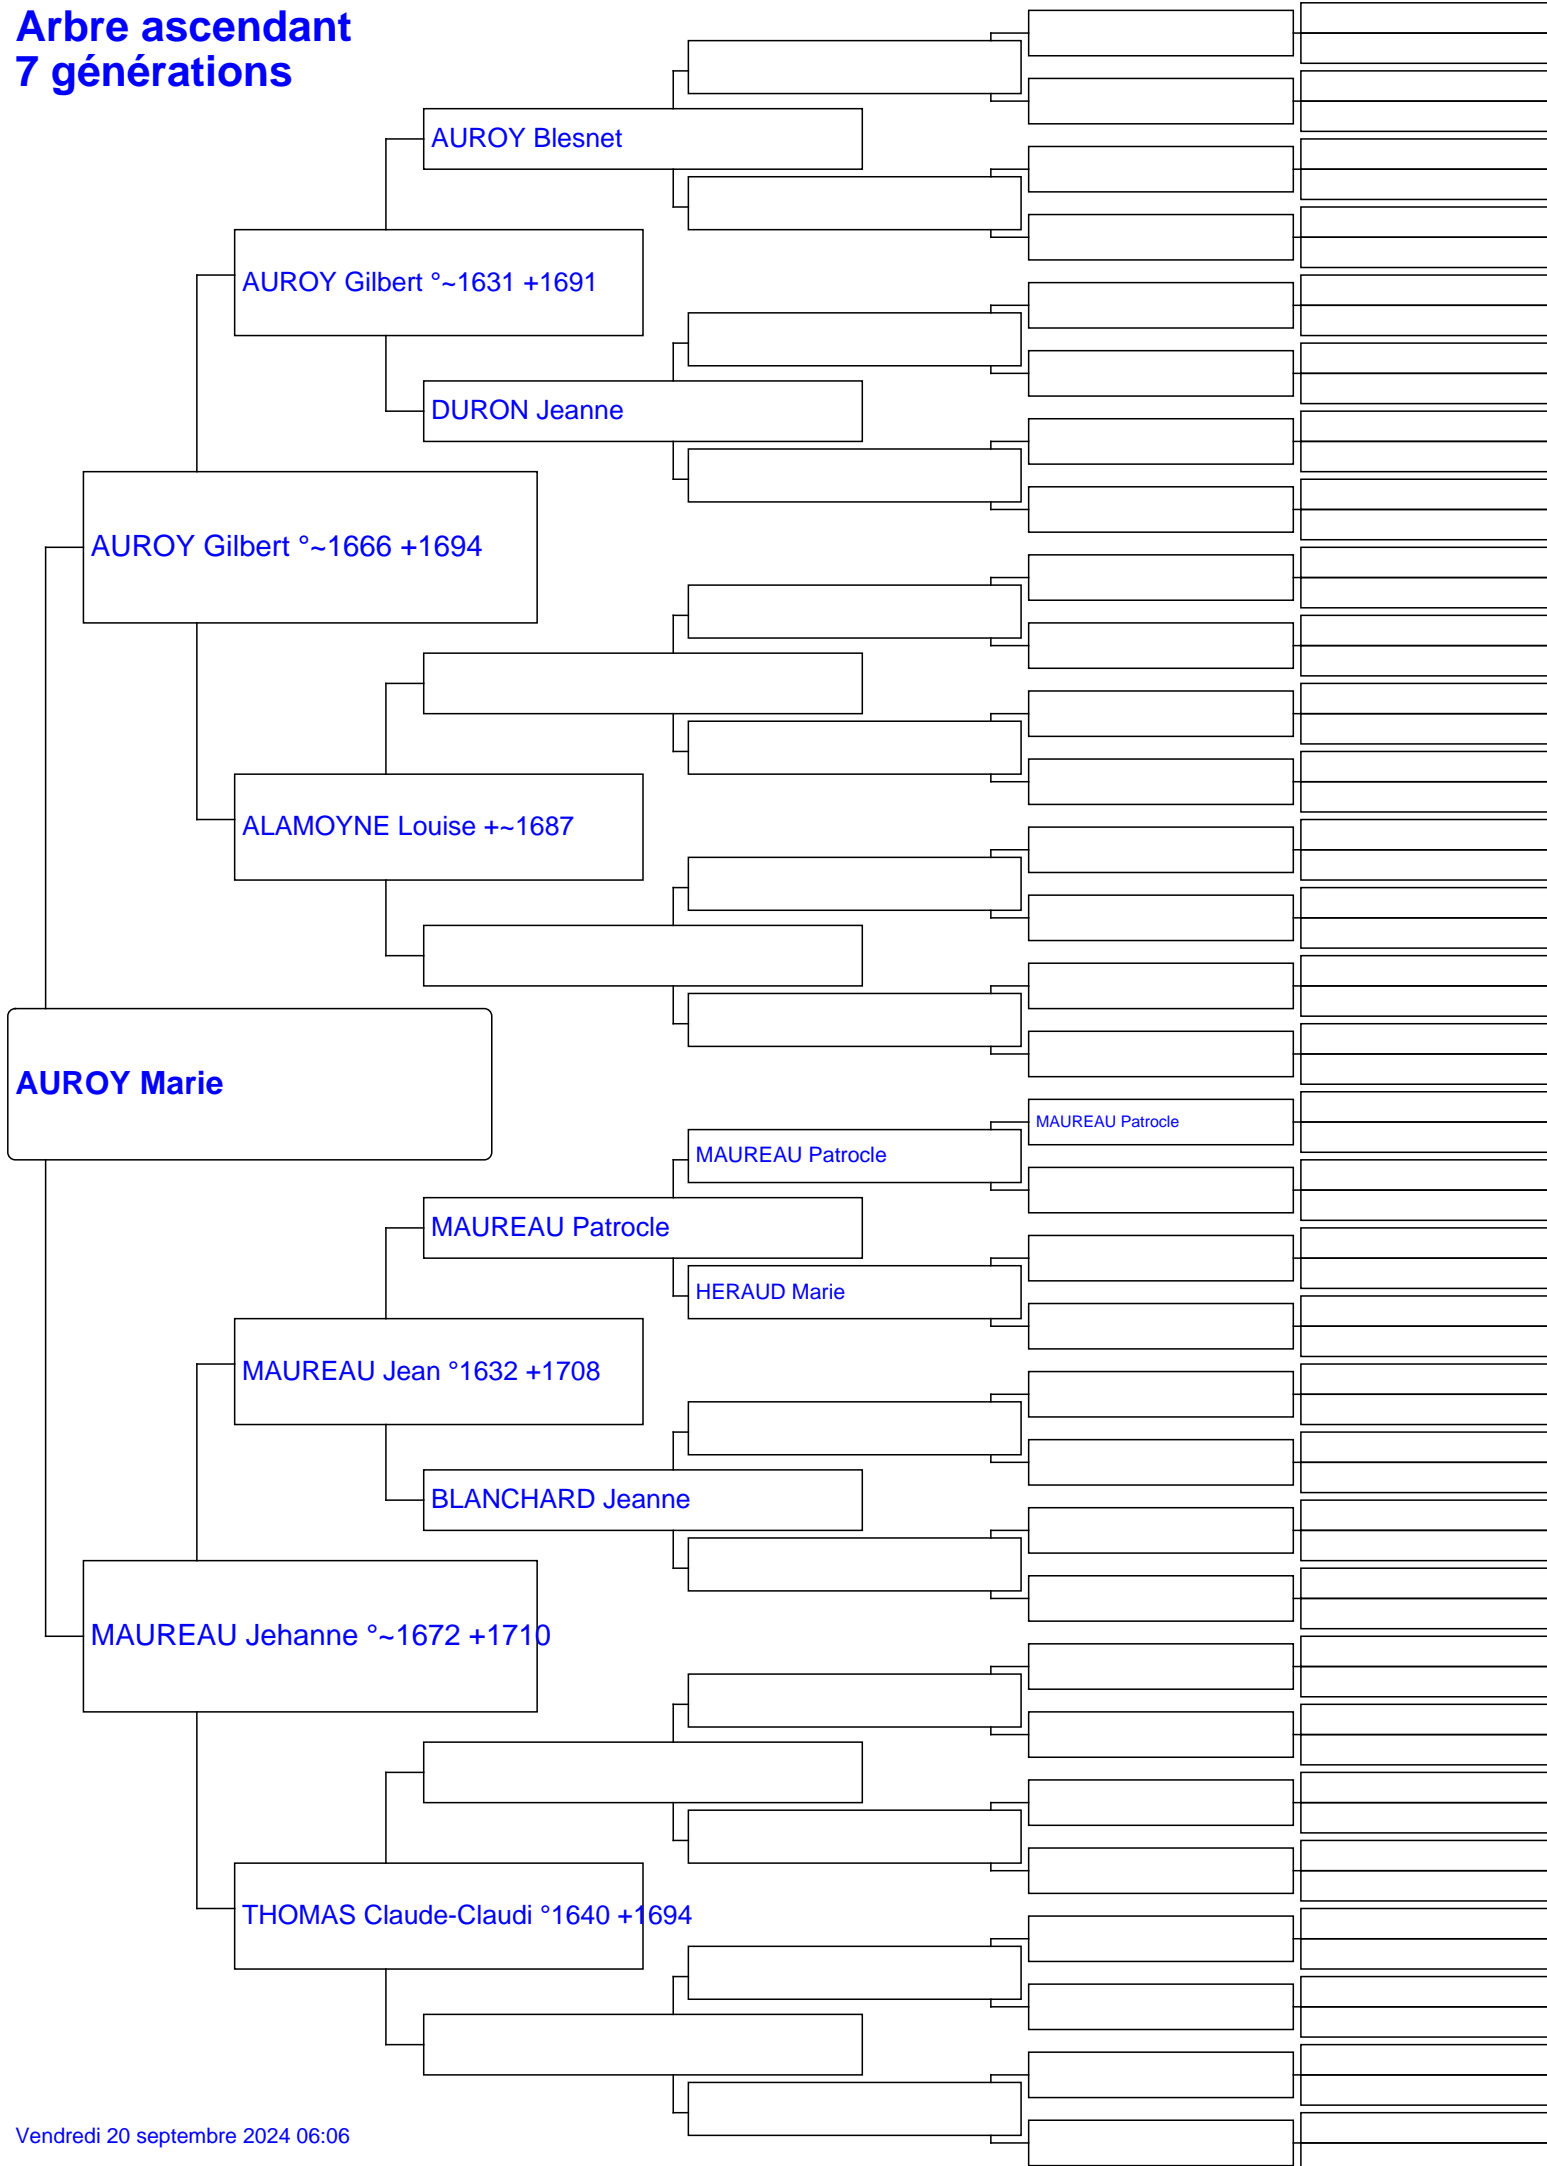 Arbre ascendant
7 générations
AUROY Blesnet
AUROY Gilbert °~1631 +1691
DURON Jeanne
AUROY Gilbert °~1666 +1694
ALAMOYNE Louise +~1687
AUROY Marie
MAUREAU Patrocle
MAUREAU Patrocle
MAUREAU Patrocle
HERAUD Marie
MAUREAU Jean °1632 +1708
BLANCHARD Jeanne
MAUREAU Jehanne °~1672 +1710
THOMAS Claude-Claudi °1640 +1694
Vendredi 20 septembre 2024 06:06